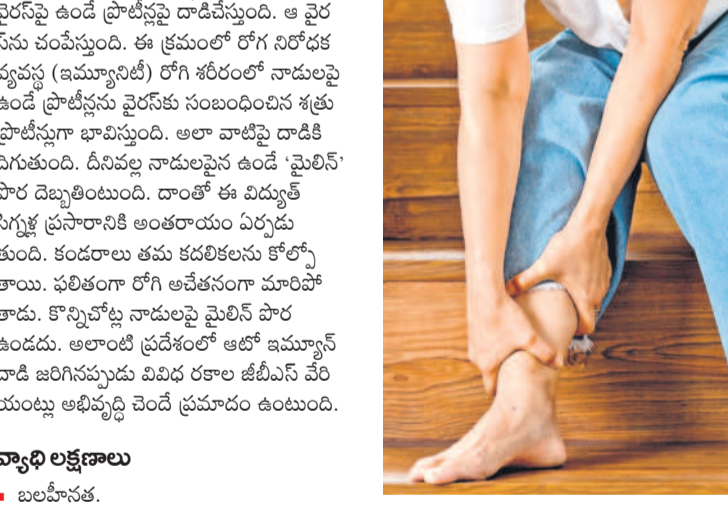 వైరస్‌పై ఉండే ప్రొటీన్లపై దాడిచేస్తుంది. ఆ వైర
స్‌ను చంపేస్తుంది. ఈ క్రమంలో రోగ నిరోధక
వ్యవస్థ (ఇమ్యూనిటీ) రోగి శరీరంలో నాడులపై
ఉండే ప్రొటీన్లను వైరస్‌కు సంబంధించిన శత్రు
ప్రొటీన్లుగా భావిస్తుంది. అలా వాటిపై దాడికి
దిగుతుంది. దీనివల్ల నాడులపైన ఉండే ‘మైలిన్’
పొర దెబ్బతింటుంది. దాంతో ఈ విద్యుత్
సిగ్నళ్ల ప్రసారానికి అంతరాయం ఏర్పడు
తుంది. కండరాలు తమ కదలికలను కోల్పో
తాయి. ఫలితంగా రోగి అచేతనంగా మారిపో
తాడు. కొన్నిచోట్ల నాడులపై మైలిన్ పొర
ఉండదు. అలాంటి ప్రదేశంలో ఆటో ఇమ్యూన్
దాడి జరిగినప్పుడు వివిధ రకాల జీబీఎస్ వేరి
యంట్లు అభివృద్ధి చెందే ప్రమాదం ఉంటుంది.
వ్యాధి లక్షణాలు
▪ బలహీనత.